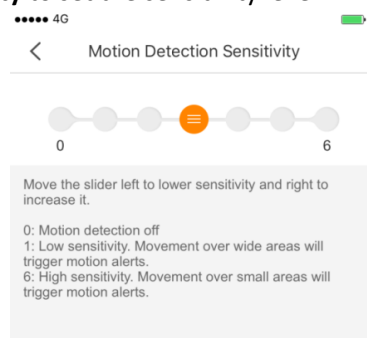 4G
Motion Detection Sensitivity
0 6
Move the slider left to lower sensitivity and right to
increase it.
0: Motion detection off
1: Low sensitivity. Movement over wide areas will
trigger motion alerts.
6: High sensitivity. Movement over small areas will
trigger motion alerts.